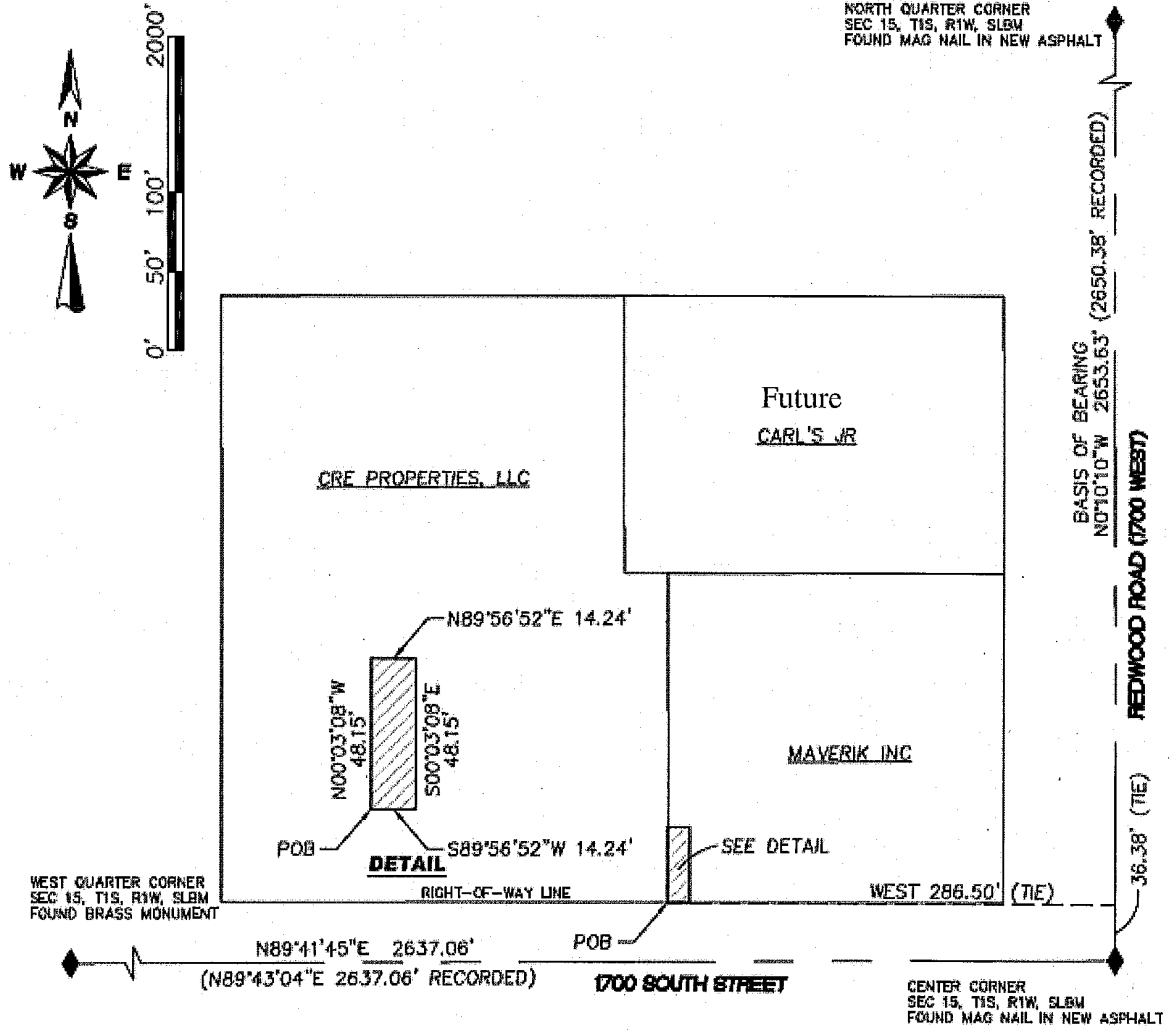 NORTH QUARTER CORNER
SEC 15, T1S, R1W, SLBM
FOUND MAG NAIL IN NEW ASPHALT
2000'
100'
50'
0'
N
W
E
S
BASIS OF BEARING
N0°10'10"W 2653.63' (2650.38' RECORDED)
REDWOOD ROAD (1700 WEST)
36.38' (TIE)
Future
CARL'S JR
CRE PROPERTIES, LLC
N89°56'52"E 14.24'
N00°03'08"W
48.15'
S00°03'08"E
48.15'
POB
S89°56'52"W 14.24'
DETAIL
MAVERIK INC
SEE DETAIL
RIGHT-OF-WAY LINE
WEST 286.50' (TIE)
POB
WEST QUARTER CORNER
SEC 15, T1S, R1W, SLBM
FOUND BRASS MONUMENT
N89°41'45"E 2637.06'
(N89°43'04"E 2637.06' RECORDED)
1700 SOUTH STREET
CENTER CORNER
SEC 15, T1S, R1W, SLBM
FOUND MAG NAIL IN NEW ASPHALT